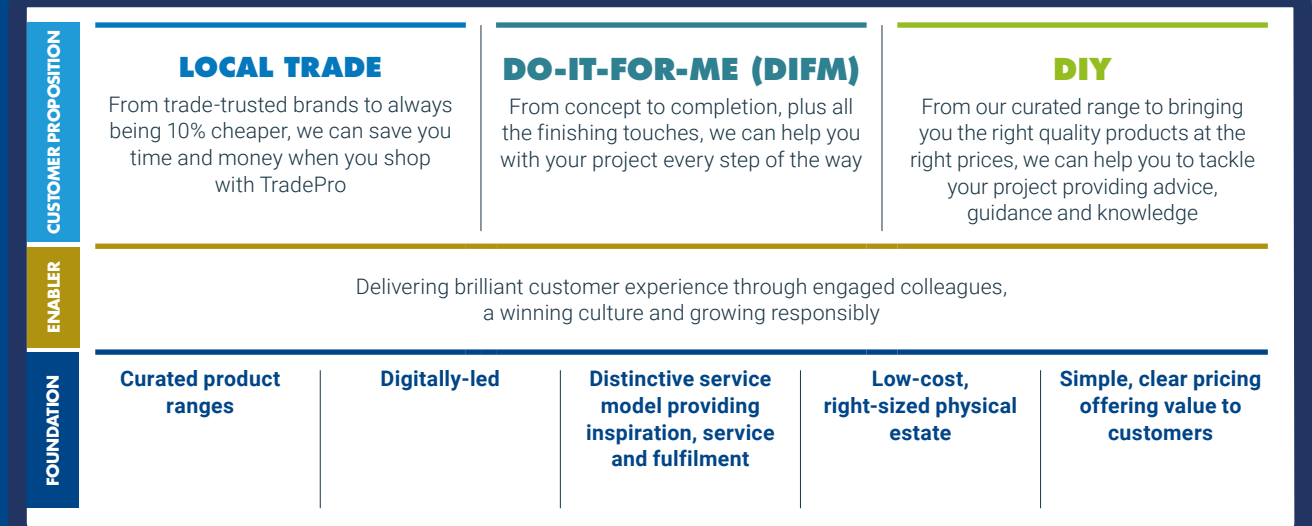 CUSTOMER PROPOSITION
LOCAL TRADE
From trade-trusted brands to always
being 10% cheaper, we can save you
time and money when you shop
with TradePro
DO-IT-FOR-ME (DIFM)
From concept to completion, plus all
the finishing touches, we can help you
with your project every step of the way
DIY
From our curated range to bringing
you the right quality products at the
right prices, we can help you to tackle
your project providing advice,
guidance and knowledge
ENABLER
Delivering brilliant customer experience through engaged colleagues,
a winning culture and growing responsibly
FOUNDATION
Curated product
ranges
Digitally-led
Distinctive service
model providing
inspiration, service
and fulfilment
Low-cost,
right-sized physical
estate
Simple, clear pricing
offering value to
customers